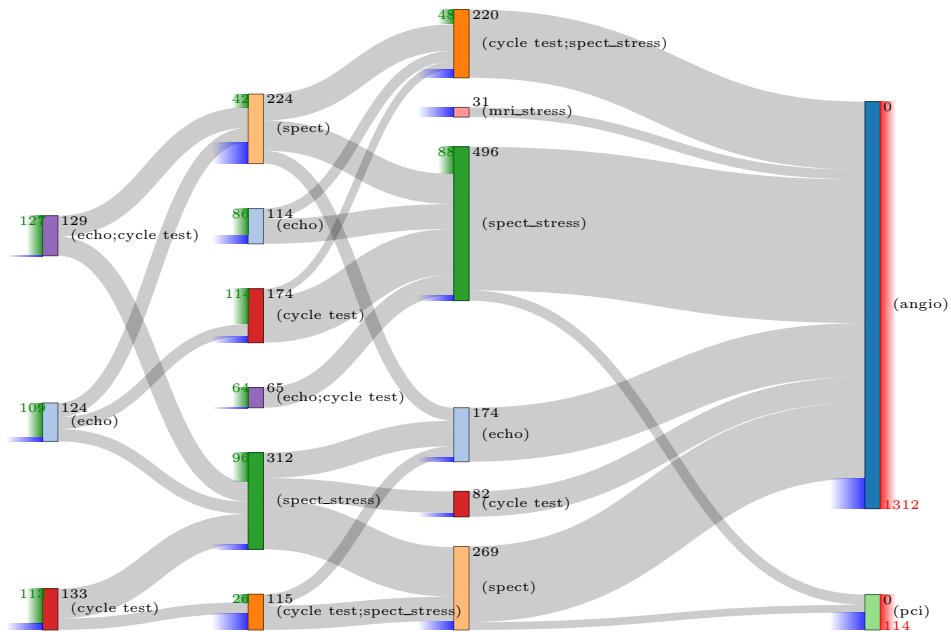 48 220
(cycle test;spect_stress)
31
(mri_stress)
42 224
(spect)
0
88 496
(spect_stress)
127 129
(echo;cycle test)
86 114
(echo)
114 174
(cycle test)
(angio)
64 65
(echo;cycle test)
109 124
(echo)
174
(echo)
96 312
(spect_stress)
82
(cycle test)
1312
269
(spect)
113 133
(cycle test)
26 115
(cycle test;spect_stress)
0
(pci)
114